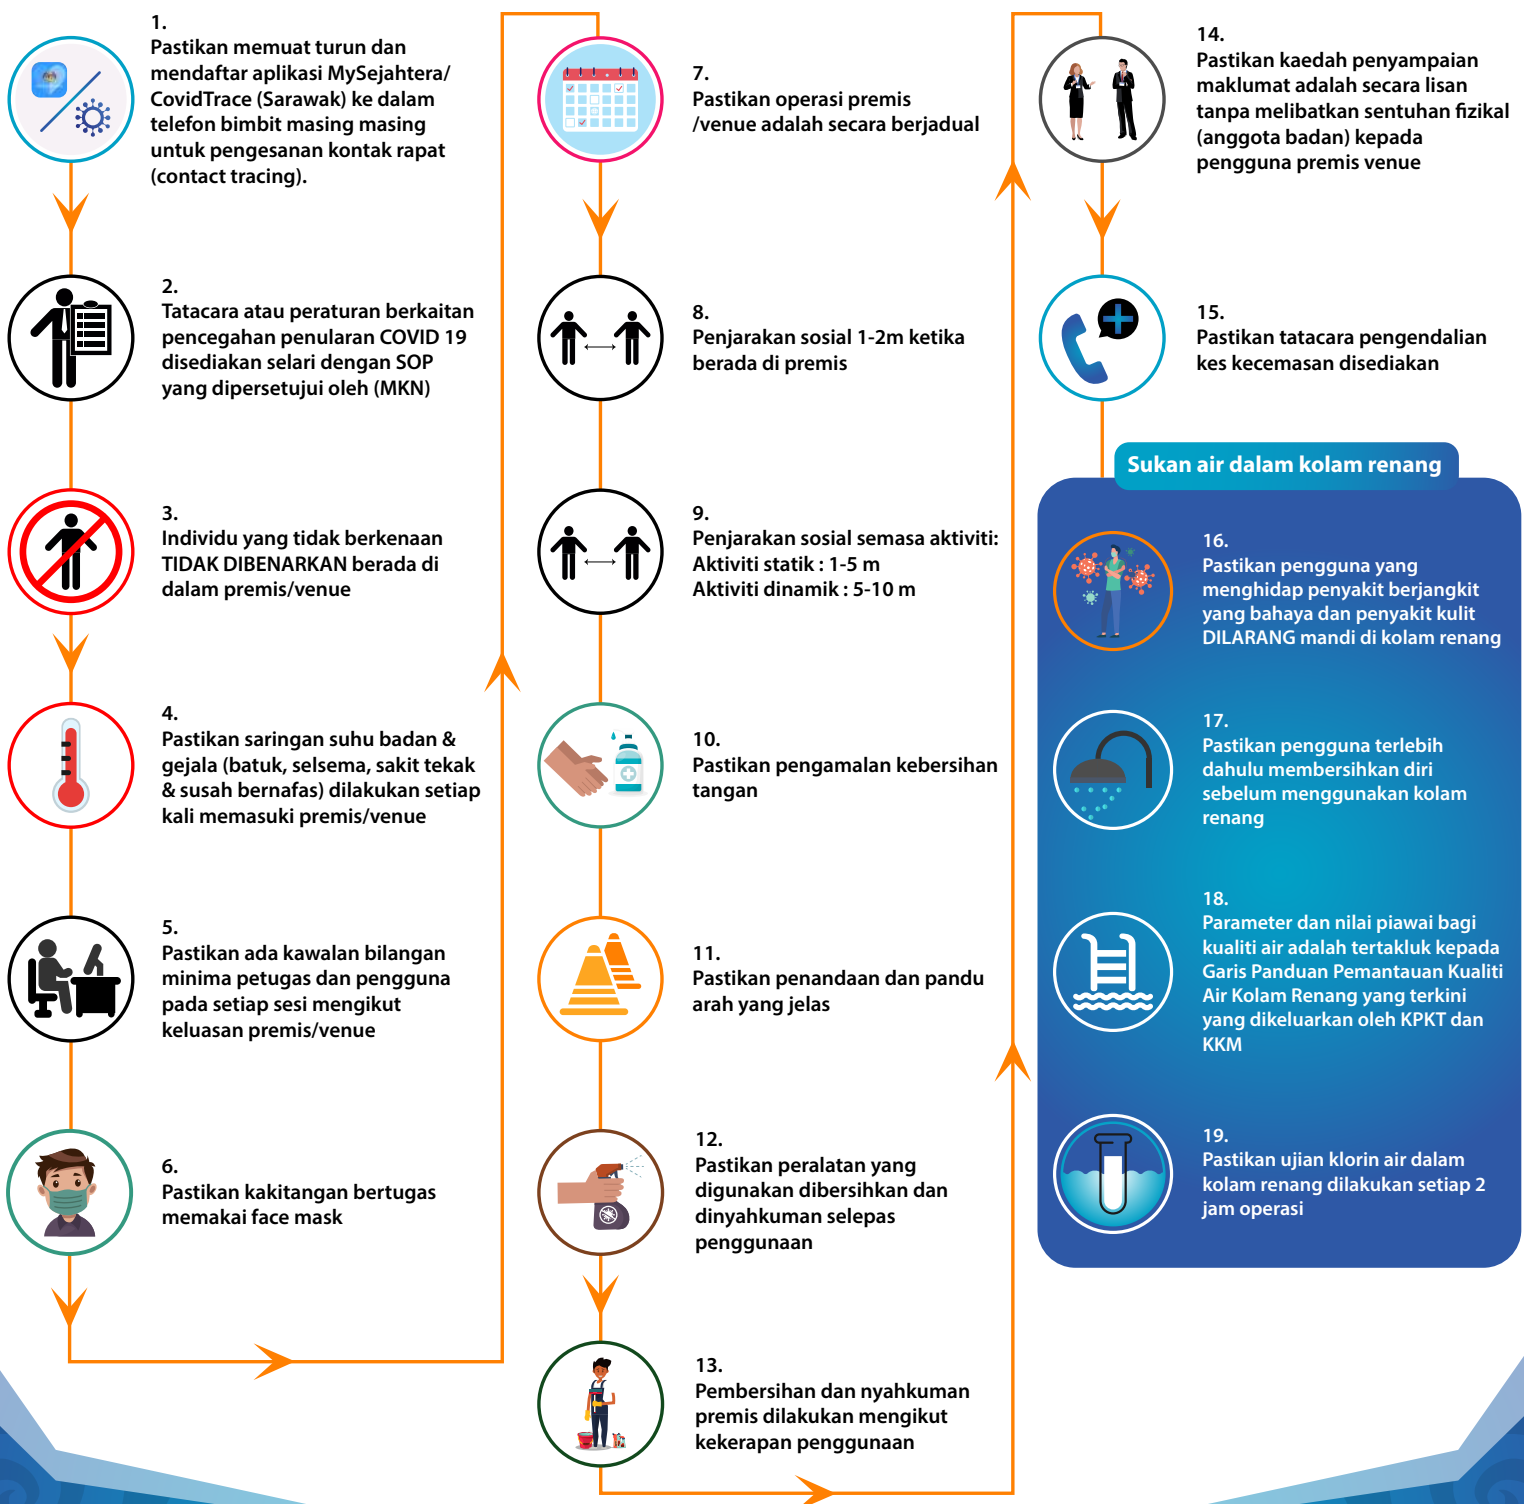 1.
Pastikan memuat turun dan
mendaftar aplikasi MySejahtera/
CovidTrace (Sarawak) ke dalam
telefon bimbit masing masing
untuk pengesanan kontak rapat
(contact tracing).
2.
Tatacara atau peraturan berkaitan
pencegahan penularan COVID 19
disediakan selari dengan SOP
yang dipersetujui oleh (MKN)
3.
Individu yang tidak berkenaan
TIDAK DIBENARKAN berada di
dalam premis/venue
4.
Pastikan saringan suhu badan &
gejala (batuk, selsema, sakit tekak
& susah bernafas) dilakukan setiap
kali memasuki premis/venue
5.
Pastikan ada kawalan bilangan
minima petugas dan pengguna
pada setiap sesi mengikut
keluasan premis/venue
6.
Pastikan kakitangan bertugas
memakai face mask
7.
Pastikan operasi premis
/venue adalah secara berjadual
8.
Penjarakan sosial 1-2m ketika
berada di premis
9.
Penjarakan sosial semasa aktiviti:
Aktiviti statik : 1-5 m
Aktiviti dinamik : 5-10 m
10.
Pastikan pengamalan kebersihan
tangan
11.
Pastikan penandaan dan pandu
arah yang jelas
12.
Pastikan peralatan yang
digunakan dibersihkan dan
dinyahkuman selepas
penggunaan
13.
Pembersihan dan nyahkuman
premis dilakukan mengikut
kekerapan penggunaan
14.
Pastikan kaedah penyampaian
maklumat adalah secara lisan
tanpa melibatkan sentuhan fizikal
(anggota badan) kepada
pengguna premis venue
15.
Pastikan tatacara pengendalian
kes kecemasan disediakan
Sukan air dalam kolam renang
16.
Pastikan pengguna yang
menghidap penyakit berjangkit
yang bahaya dan penyakit kulit
DILARANG mandi di kolam renang
17.
Pastikan pengguna terlebih
dahulu membersihkan diri
sebelum menggunakan kolam
renang
18.
Parameter dan nilai piawai bagi
kualiti air adalah tertakluk kepada
Garis Panduan Pemantauan Kualiti
Air Kolam Renang yang terkini
yang dikeluarkan oleh KPKT dan
KKM
19.
Pastikan ujian klorin air dalam
kolam renang dilakukan setiap 2
jam operasi